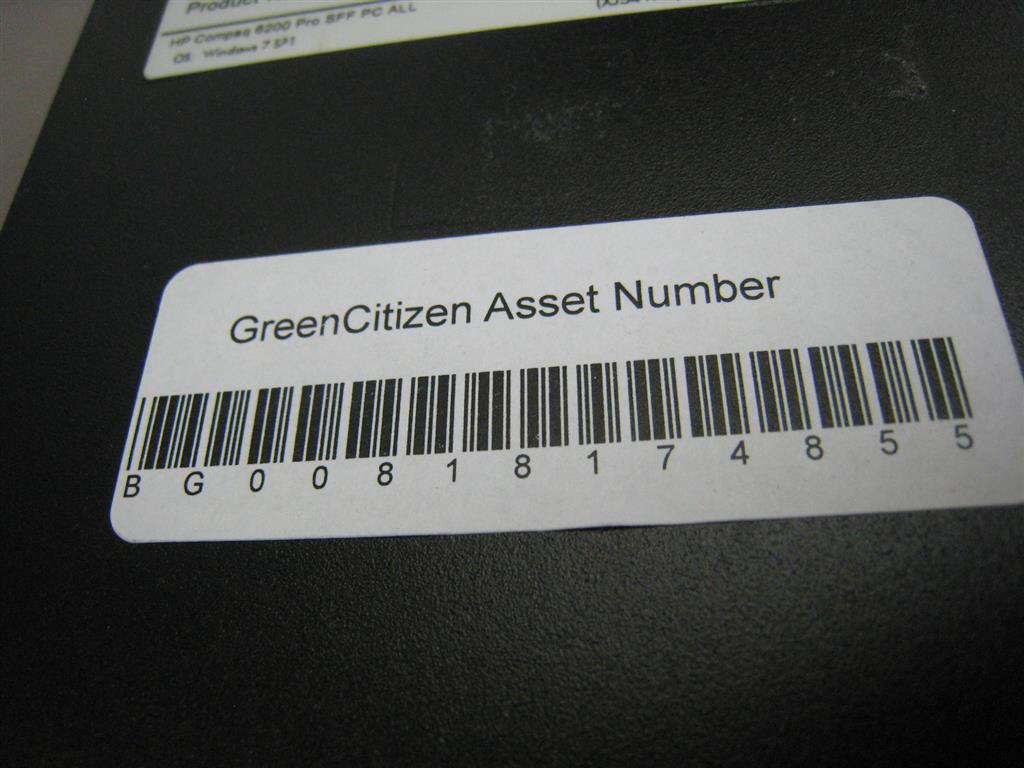 Product
HP Compaq 6200 Pro SFF PC ALL
OS: Windows 7 SP1
GreenCitizen Asset Number
B G 0 0 8 1 8 1 7 4 8 5 5